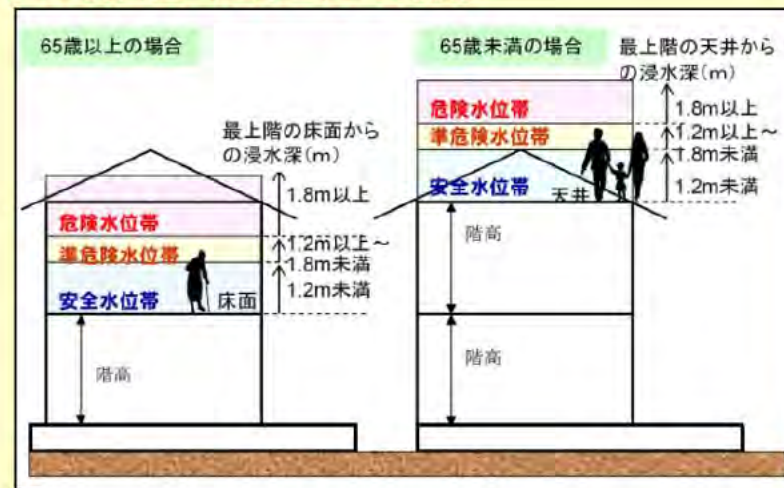 65歳以上の場合
最上階の床面から
の浸水深(m)
1.8m以上
危険水位帯
1.2m以上～
準危険水位帯
1.8m未満
1.2m未満
安全水位帯
床面
階高
65歳未満の場合
最上階の天井から
の浸水深(m)
危険水位帯
1.8m以上
1.2m以上～
準危険水位帯
1.8m未満
安全水位帯
1.2m未満
天井
階高
階高